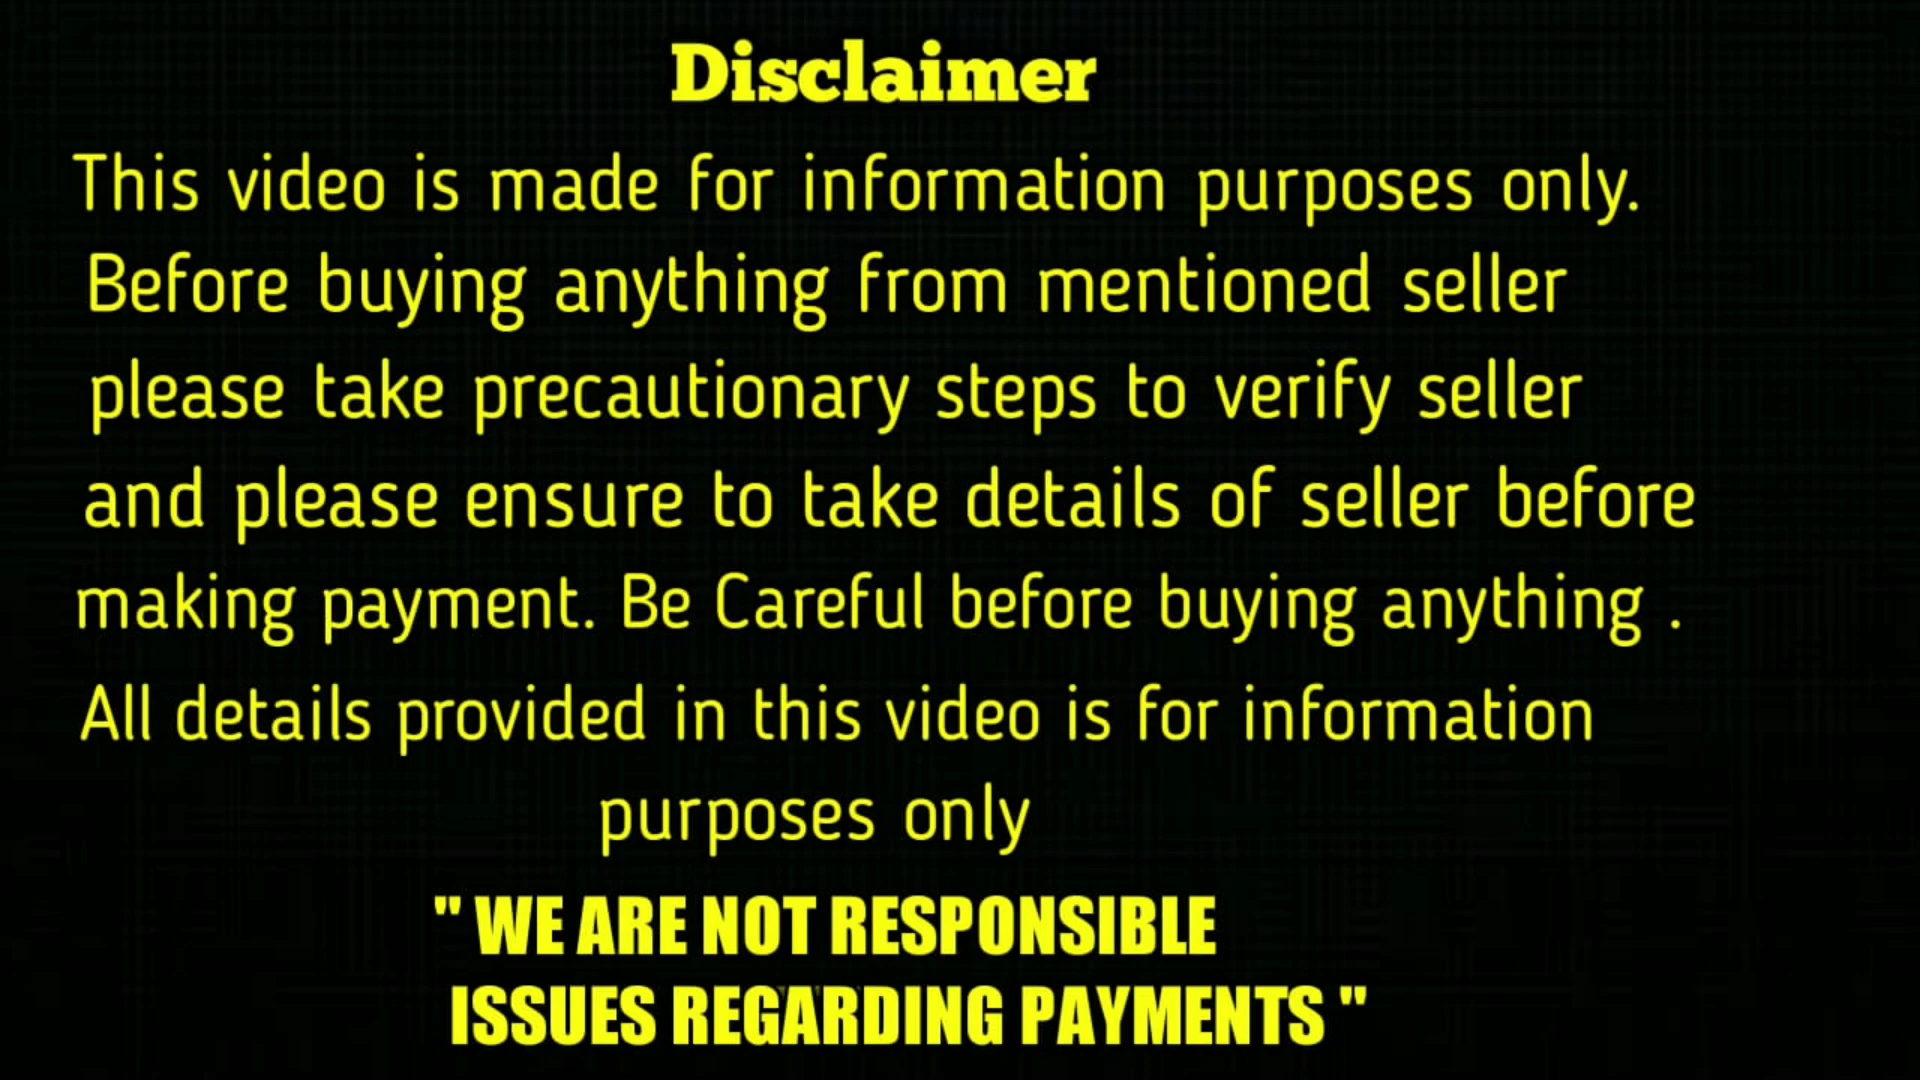 Disclaimer
This video is made for information purposes only.
Before buying anything from mentioned seller
please take precautionary steps to verify seller
and please ensure to take details of seller before
making payment. Be Careful before buying anything .
All details provided in this video is for information
purposes only
" WE ARE NOT RESPONSIBLE
ISSUES REGARDING PAYMENTS "